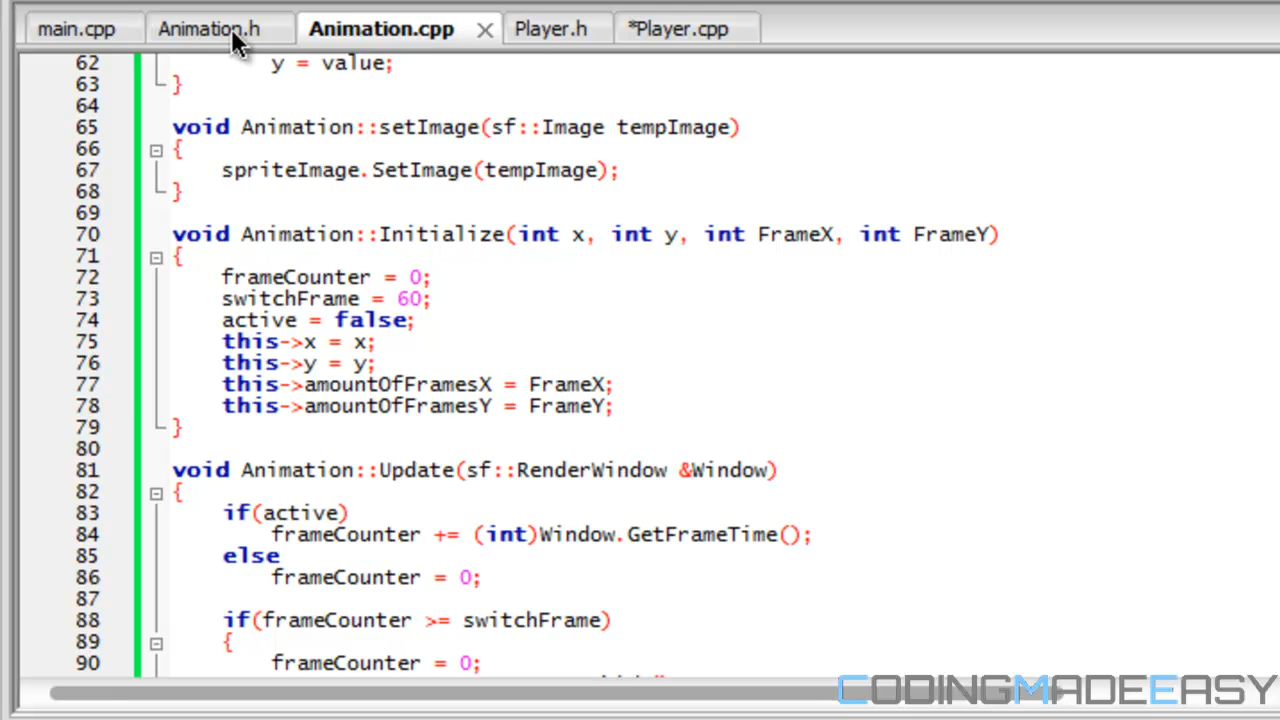 main.cpp Animation.h Animation.cpp Player.h *Player.cpp
62 y = value;
63 }
64
65 void Animation::setImage(sf::Image tempImage)
66 {
67 spriteImage.SetImage(tempImage);
68 }
69
70 void Animation::Initialize(int x, int y, int FrameX, int FrameY)
71 {
72 frameCounter = 0;
73 switchFrame = 60;
74 active = false;
75 this->x = x;
76 this->y = y;
77 this->amountOfFramesX = FrameX;
78 this->amountOfFramesY = FrameY;
79 }
80
81 void Animation::Update(sf::RenderWindow &Window)
82 {
83 if(active)
84 frameCounter += (int)Window.GetFrameTime();
85 else
86 frameCounter = 0;
87
88 if(frameCounter >= switchFrame)
89 {
90 frameCounter = 0;
CODINGMADEEASY